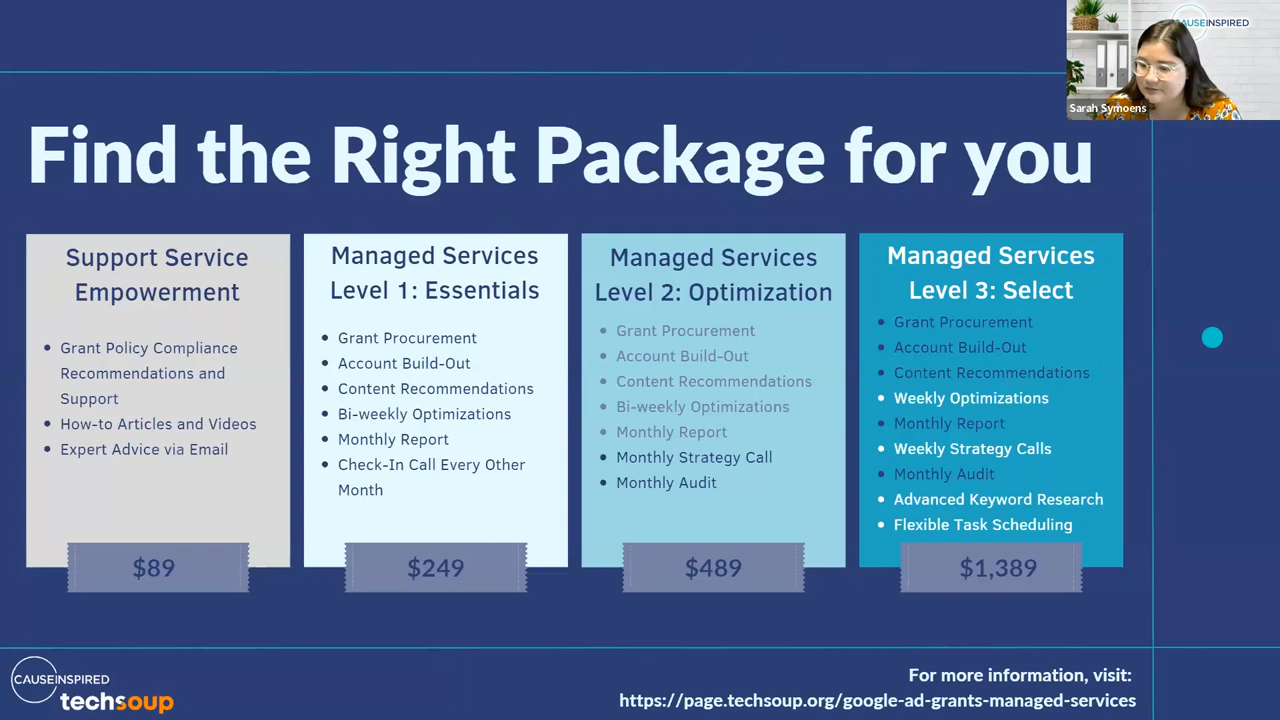 CAUSEINSPIRED
Sarah Symoens
Find the Right Package for you
Support Service
Empowerment
• Grant Policy Compliance
Recommendations and
Support
• How-to Articles and Videos
• Expert Advice via Email
$89
Managed Services
Level 1: Essentials
• Grant Procurement
• Account Build-Out
• Content Recommendations
• Bi-weekly Optimizations
• Monthly Report
• Check-In Call Every Other
Month
$249
Managed Services
Level 2: Optimization
• Grant Procurement
• Account Build-Out
• Content Recommendations
• Bi-weekly Optimizations
• Monthly Report
• Monthly Strategy Call
• Monthly Audit
$489
Managed Services
Level 3: Select
• Grant Procurement
• Account Build-Out
• Content Recommendations
• Weekly Optimizations
• Monthly Report
• Weekly Strategy Calls
• Monthly Audit
• Advanced Keyword Research
• Flexible Task Scheduling
$1,389
CAUSEINSPIRED
techsoup
For more information, visit:
https://page.techsoup.org/google-ad-grants-managed-services